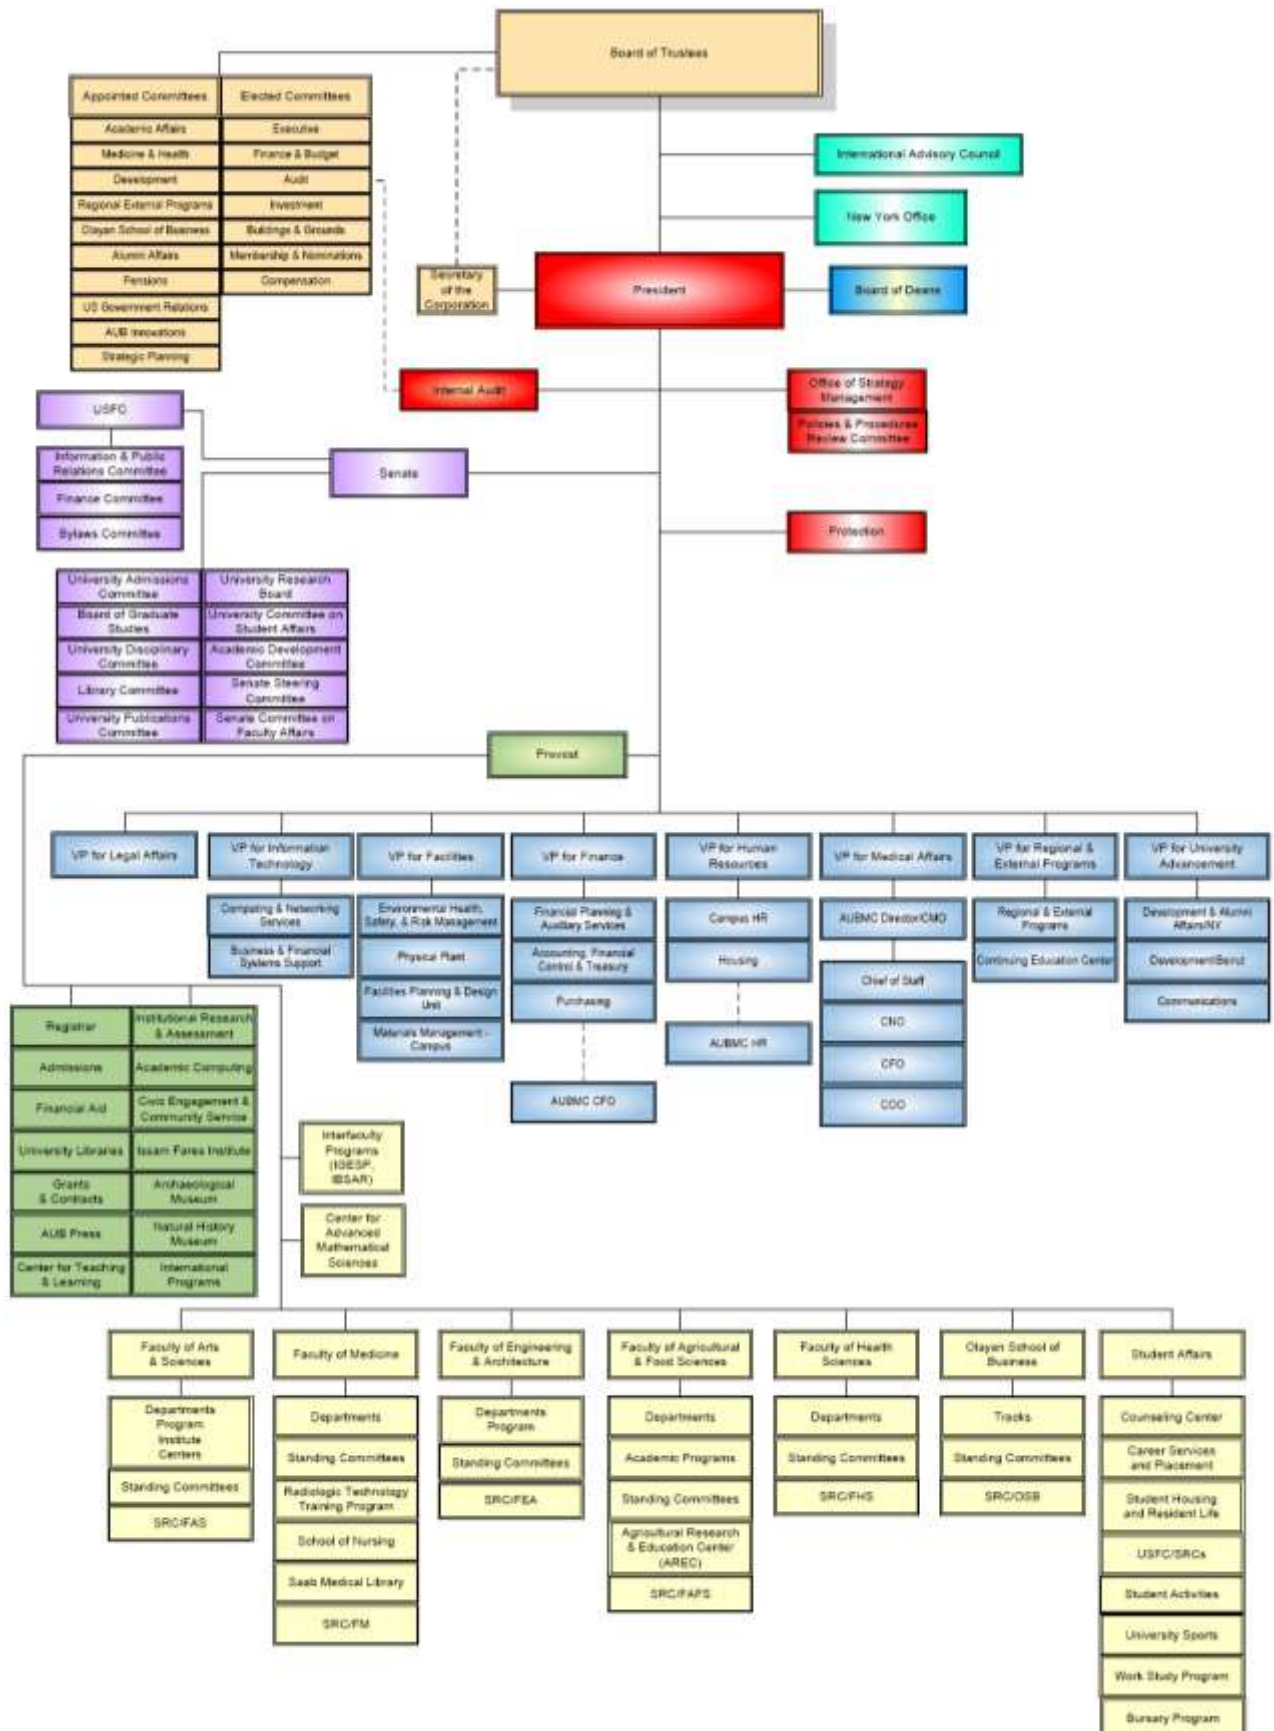 Board of Trustees
Appointed Committees
Elected Committees
Academic Affairs
Executive
Medicine & Health
Finance & Budget
Development
Audit
Regional External Programs
Investment
Olayan School of Business
Buildings & Grounds
Alumni Affairs
Membership & Nominations
Pensions
Compensation
US Government Relations
AUB Innovations
Strategic Planning
International Advisory Council
New York Office
Secretary
of the
Corporation
President
Board of Deans
Internal Audit
Office of Strategy
Management
Policies & Procedures
Review Committee
USFC
Information & Public
Relations Committee
Finance Committee
Bylaws Committee
Senate
Protection
University Admissions
Committee
University Research
Board
Board of Graduate
Studies
University Committee on
Student Affairs
University Disciplinary
Committee
Academic Development
Committee
Library Committee
Senate Steering
Committee
University Publications
Committee
Senate Committee on
Faculty Affairs
Provost
VP for Legal Affairs
VP for Information
Technology
Computing & Networking
Services
Business & Financial
Systems Support
VP for Facilities
Environmental Health,
Safety, & Risk Management
Physical Plant
Facilities Planning & Design
Unit
Materials Management -
Campus
VP for Finance
Financial Planning &
Auxiliary Services
Accounting, Financial
Control & Treasury
Purchasing
AUBMC CFO
VP for Human
Resources
Campus HR
Housing
AUBMC HR
VP for Medical Affairs
AUBMC Director/CMO
Chief of Staff
CNO
CFO
COO
VP for Regional &
External Programs
Regional & External
Programs
Continuing Education Center
VP for University
Advancement
Development & Alumni
Affairs/NY
Development/Beirut
Communications
Registrar
Institutional Research
& Assessment
Admissions
Academic Computing
Financial Aid
Civic Engagement &
Community Service
University Libraries
Issam Fares Institute
Grants
& Contracts
Archaeological
Museum
AUB Press
Natural History
Museum
Center for Teaching
& Learning
International
Programs
Interfaculty
Programs
(IGESP,
IBSAR)
Center for
Advanced
Mathematical
Sciences
Faculty of Arts
& Sciences
Departments
Program
Institute
Centers
Standing Committees
SRC/FAS
Faculty of Medicine
Departments
Standing Committees
Radiologic Technology
Training Program
School of Nursing
Saab Medical Library
SRC/FM
Faculty of Engineering
& Architecture
Departments
Program
Standing Committees
SRC/FEA
Faculty of Agricultural
& Food Sciences
Departments
Academic Programs
Standing Committees
Agricultural Research
& Education Center
(AREC)
SRC/FAFS
Faculty of Health
Sciences
Departments
Standing Committees
SRC/FHS
Olayan School of
Business
Tracks
Standing Committees
SRC/OSB
Student Affairs
Counseling Center
Career Services
and Placement
Student Housing
and Resident Life
USFC/SRCs
Student Activities
University Sports
Work Study Program
Bursary Program